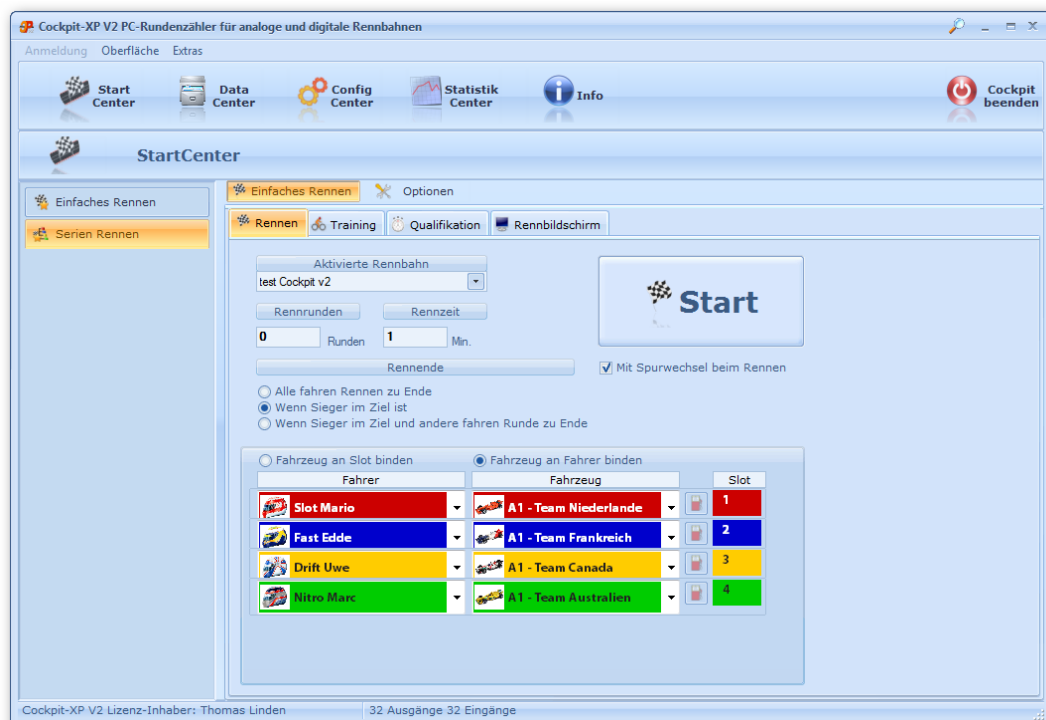 Cockpit-XP V2 PC-Rundenzähler für analoge und digitale Rennbahnen
Anmeldung Oberfläche Extras
Start Center Data Center Config Center Statistik Center Info Cockpit beenden
StartCenter
Einfaches Rennen
Serien Rennen
Einfaches Rennen Optionen
Rennen Training Qualifikation Rennbildschirm
Aktivierte Rennbahn
test Cockpit v2
Start
Rennrunden Rennzeit
0 Runden 1 Min.
Rennende
Mit Spurwechsel beim Rennen
Alle fahren Rennen zu Ende
Wenn Sieger im Ziel ist
Wenn Sieger im Ziel und andere fahren Runde zu Ende
Fahrzeug an Slot binden Fahrzeug an Fahrer binden
Fahrer Fahrzeug Slot
Slot Mario A1 - Team Niederlande 1
Fast Edde A1 - Team Frankreich 2
Drift Uwe A1 - Team Canada 3
Nitro Marc A1 - Team Australien 4
Cockpit-XP V2 Lizenz-Inhaber: Thomas Linden 32 Ausgänge 32 Eingänge